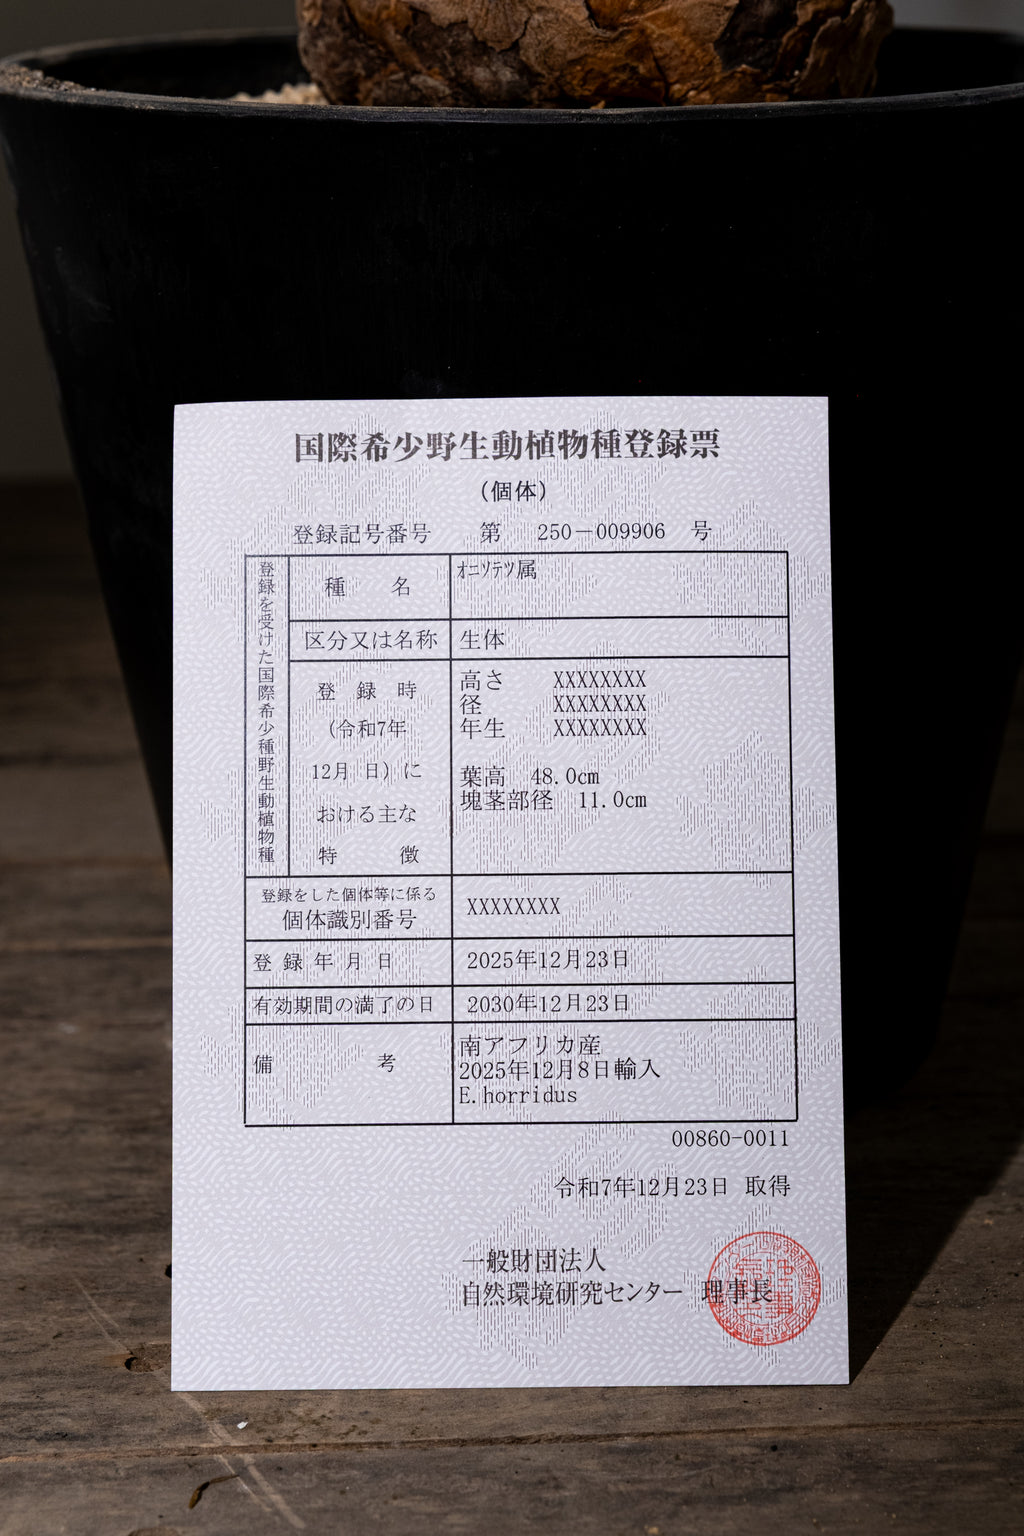 国際希少野生動植物種登録票
（個体）
登録記号番号 第 250－009906 号
登録を受けた国際希少種野生動植物種
種 名 ｵﾆｿﾃﾂ属
区分又は名称 生体
登 録 時
(令和7年
12月 日) に
おける主な
特 徴
高さ XXXXXXXX
径 XXXXXXXX
年生 XXXXXXXX
葉高 48.0cm
塊茎部径 11.0cm
登録をした個体等に係る
個体識別番号
XXXXXXXX
登 録 年 月 日 2025年12月23日
有効期間の満了の日 2030年12月23日
備 考
南アフリカ産
2025年12月8日輸入
E.horridus
00860-0011
令和7年12月23日 取得
一般財団法人
自然環境研究センター 理事長